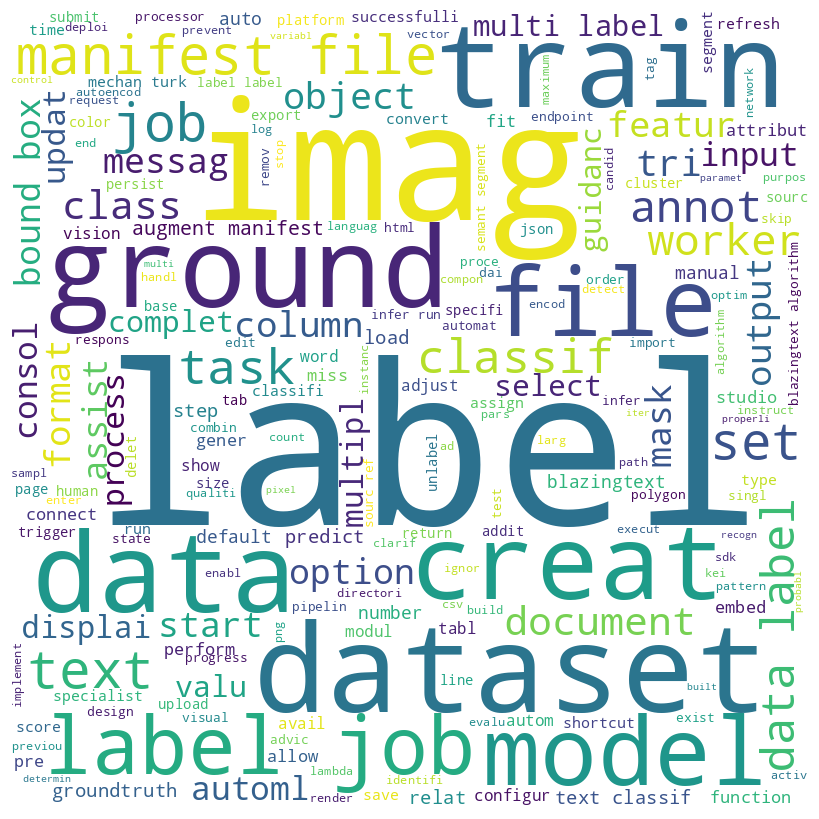 submit
processor
auto
platform
successfulli
multi label
refresh
time
deploi
prevent
variabl
vector
segment
manifest file
train
tag
maximum
network
control
mechan turk
label label
object
autoencod
request
job
export
convert
fit
endpoint
featur
attribut
color
log
imag
end
updat
bound box
messag
remov
stop
semant segment
guidanc
candid
tri
input
persist
class
json
annot
paramet
purpos
cluster
sourc
skip
vision
augment manifest
languag
html
worker
ground
multi
handl
proce
dai
order
compon
detect
manual
file
encod
optim
output
base
infer run
specifi
automat
respons
complet
column
load
algorithm
blazingtext algorithm
consol
format
assist
edit
import
task
word
miss
instanc
classif
classifi
adjust
select
infer
studio
instruct
process
tab
step
combin
assign
pars
iter
properli
delet
gener
count
multipl
label
ad
larg
mask
set
unlabel
sampl
show
size
sourc ref
path
page
human
qualiti
pixel
blazingtext
type
singl
connect
test
polygon
trigger
run
state
default
predict
return
addit
execut
recogn
clarif
data
option
creat
sdk
data label
enabl
ignor
kei
pattern
directori
pipelin
csv
build
embed
probabl
displai
start
number
document
png
modul
tabl
implement
perform
progress
text
valu
dataset
line
specialist
upload
built
design
visual
avail
evalu
autom
shortcut
exist
score
previou
label job
advic
model
pre
allow
determin
lambda
identifi
activ
groundtruth
automl
render
save
relat
configur
text classif
function